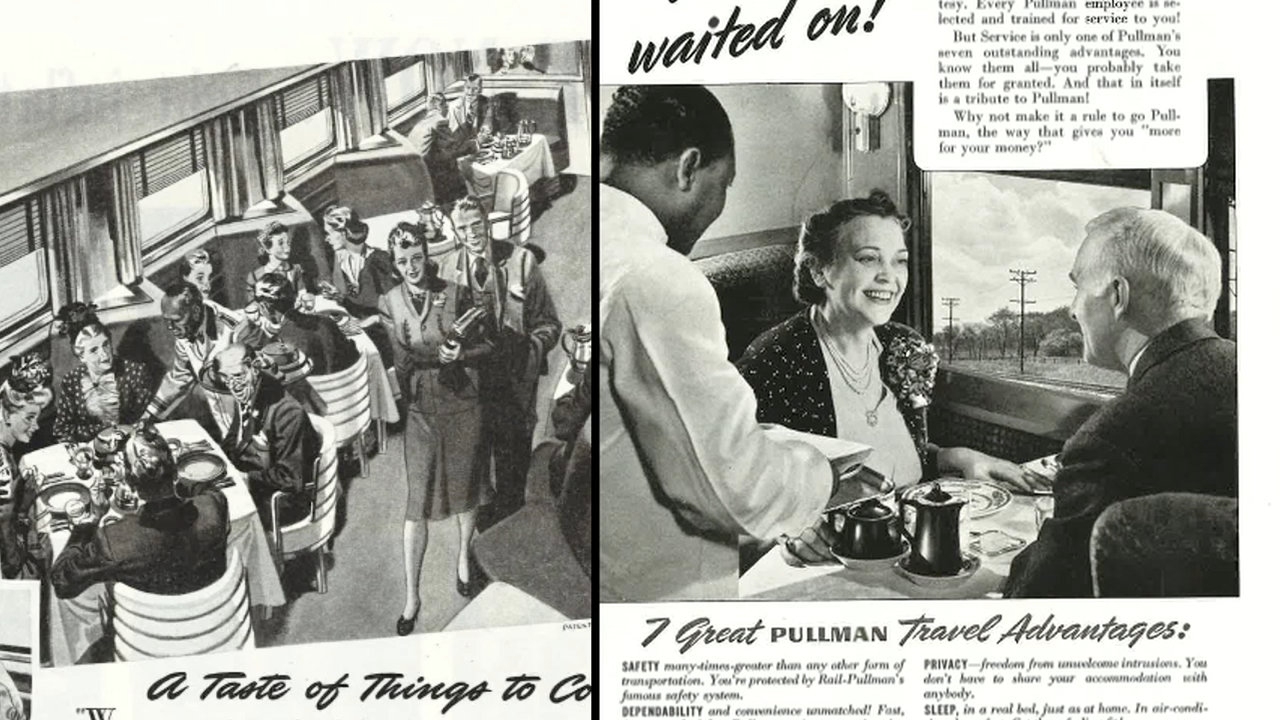 PATENT
A Taste of Things to Co
"W
waited on!
tesy. Every Pullman employee is se-
lected and trained for service to you!
But Service is only one of Pullman's
seven outstanding advantages. You
know them all—you probably take
them for granted. And that in itself
is a tribute to Pullman!
Why not make it a rule to go Pull-
man, the way that gives you "more
for your money?"
7 Great PULLMAN Travel Advantages:
SAFETY many-times-greater than any other form of
transportation. You're protected by Rail-Pullman's
famous safety system.
DEPENDABILITY and convenience unmatched! Fast,
PRIVACY—freedom from unwelcome intrusions. You
don't have to share your accommodation with
anybody.
SLEEP, in a real bed, just as at home. In air-condi-